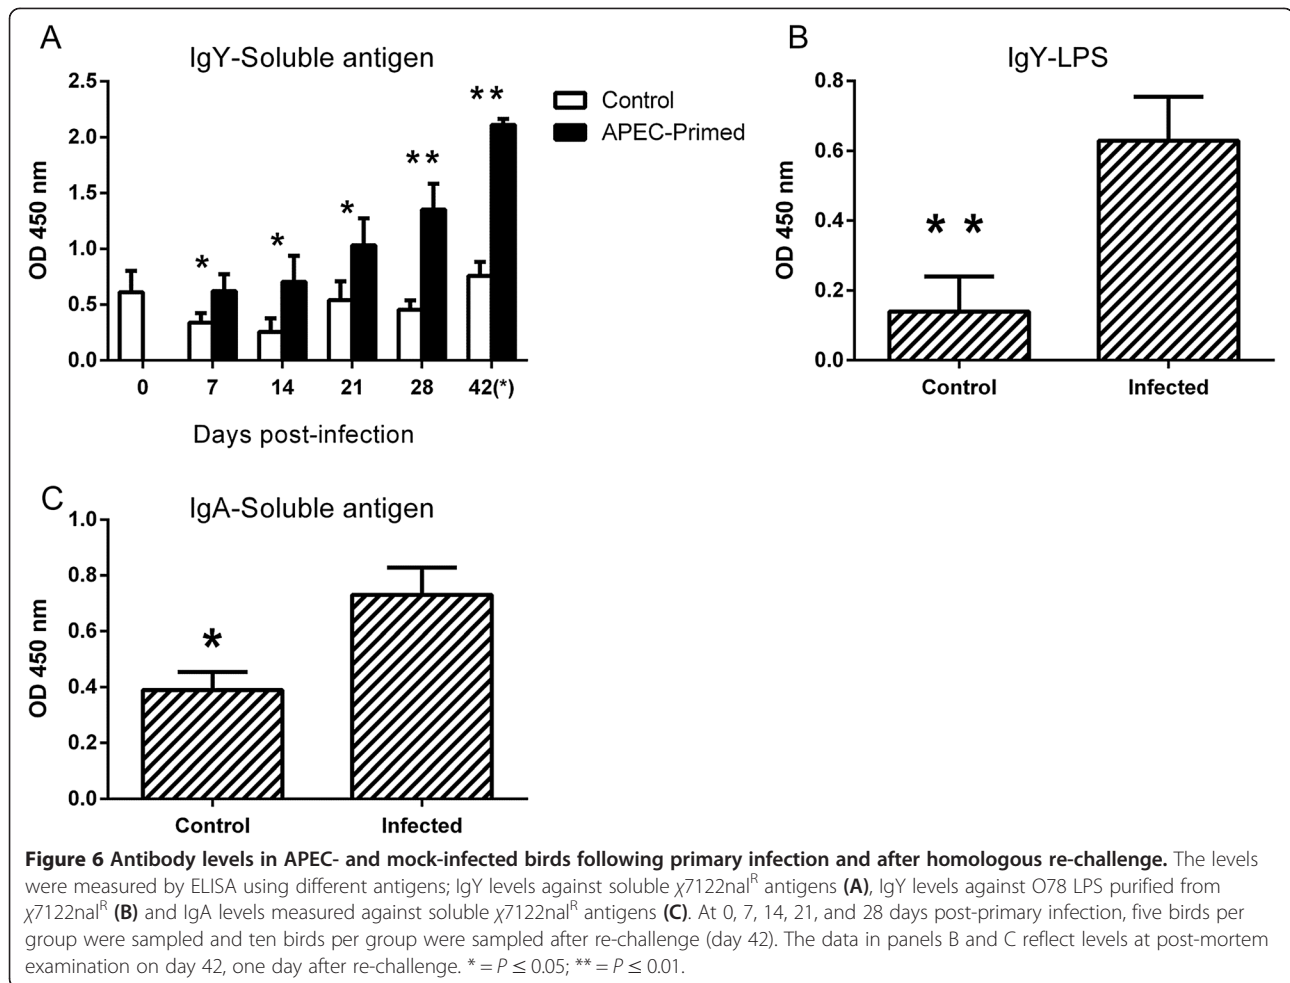 A
IgY-Soluble antigen
2.5
2.0
1.5
1.0
0.5
0.0
OD 450 nm
*
*
*
**
**
0 7 14 21 28 42(*)
Days post-infection
Control
APEC-Primed
B
IgY-LPS
0.8
0.6
0.4
0.2
0.0
OD 450 nm
**
Control Infected
C
IgA-Soluble antigen
1.0
0.8
0.6
0.4
0.2
0.0
OD 450 nm
*
Control Infected
Figure 6 Antibody levels in APEC- and mock-infected birds following primary infection and after homologous re-challenge. The levels
were measured by ELISA using different antigens; IgY levels against soluble χ7122nalᴿ antigens (A), IgY levels against O78 LPS purified from
χ7122nalᴿ (B) and IgA levels measured against soluble χ7122nalᴿ antigens (C). At 0, 7, 14, 21, and 28 days post-primary infection, five birds per
group were sampled and ten birds per group were sampled after re-challenge (day 42). The data in panels B and C reflect levels at post-mortem
examination on day 42, one day after re-challenge. * = P ≤ 0.05; ** = P ≤ 0.01.